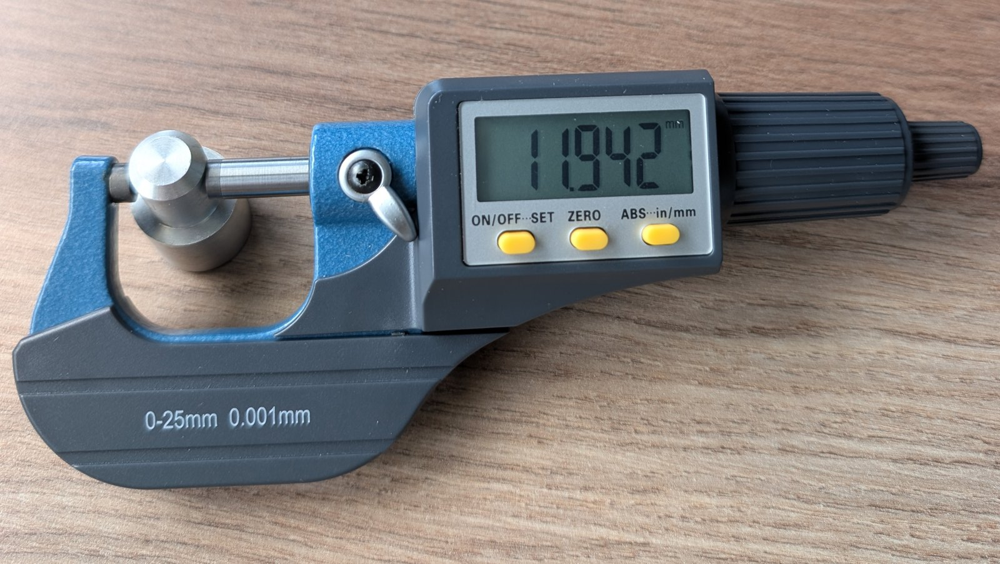 11.942 mm
ON/OFF···SET ZERO ABS···in/mm
0-25mm 0.001mm